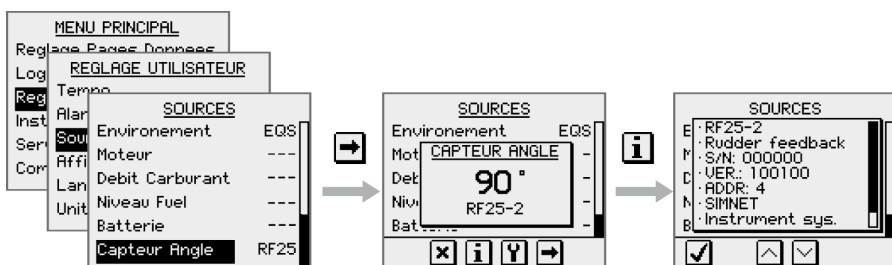 MENU PRINCIPAL
Reglage Pages Donnees
Log
Reg
Inst
Ser
Com
REGLAGE UTILISATEUR
Tempo
Alar
Sou
Affi
Lan
Unit
SOURCES
Environement EQS
Moteur ---
Debit Carburant ---
Niveau Fuel ---
Batterie ---
Capteur Angle RF25
SOURCES
Environement EQS
Mot
CAPTEUR ANGLE
Deb
90°
Niv
RF25-2
Bat
i
SOURCES
·RF25-2
·Rudder feedback
·S/N: 000000
·VER.: 100100
·ADDR: 4
·SIMNET
·Instrument sys.